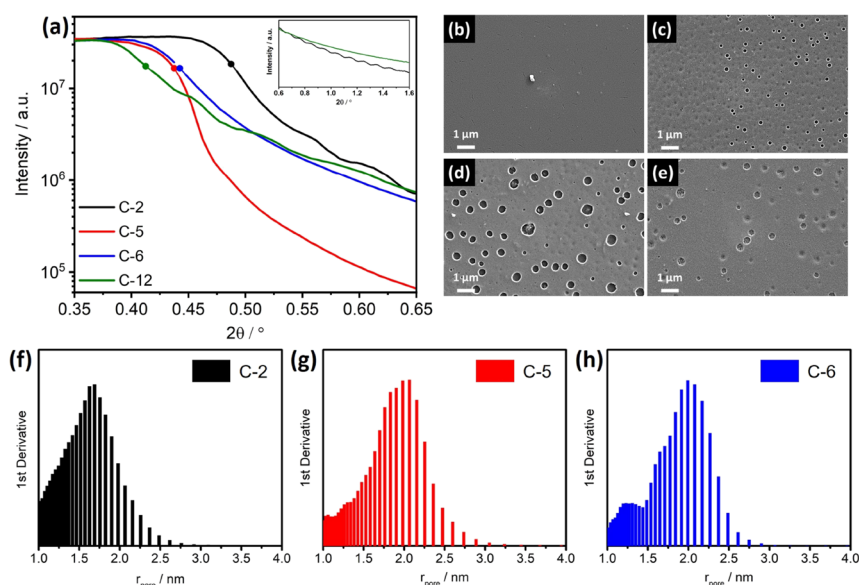 (a)
Intensity / a.u.
10⁷
10⁶
10⁵
0.35 0.40 0.45 0.50 0.55 0.60 0.65
2θ / °
C-2
C-5
C-6
C-12
Intensity / a.u.
0.6 0.8 1.0 1.2 1.4 1.6
2θ / °
(b)
1 µm
(c)
1 µm
(d)
1 µm
(e)
1 µm
(f)
C-2
1st Derivative
1.0 1.5 2.0 2.5 3.0 3.5 4.0
r_pore / nm
(g)
C-5
1st Derivative
1.0 1.5 2.0 2.5 3.0 3.5 4.0
r_pore / nm
(h)
C-6
1st Derivative
1.0 1.5 2.0 2.5 3.0 3.5 4.0
r_pore / nm